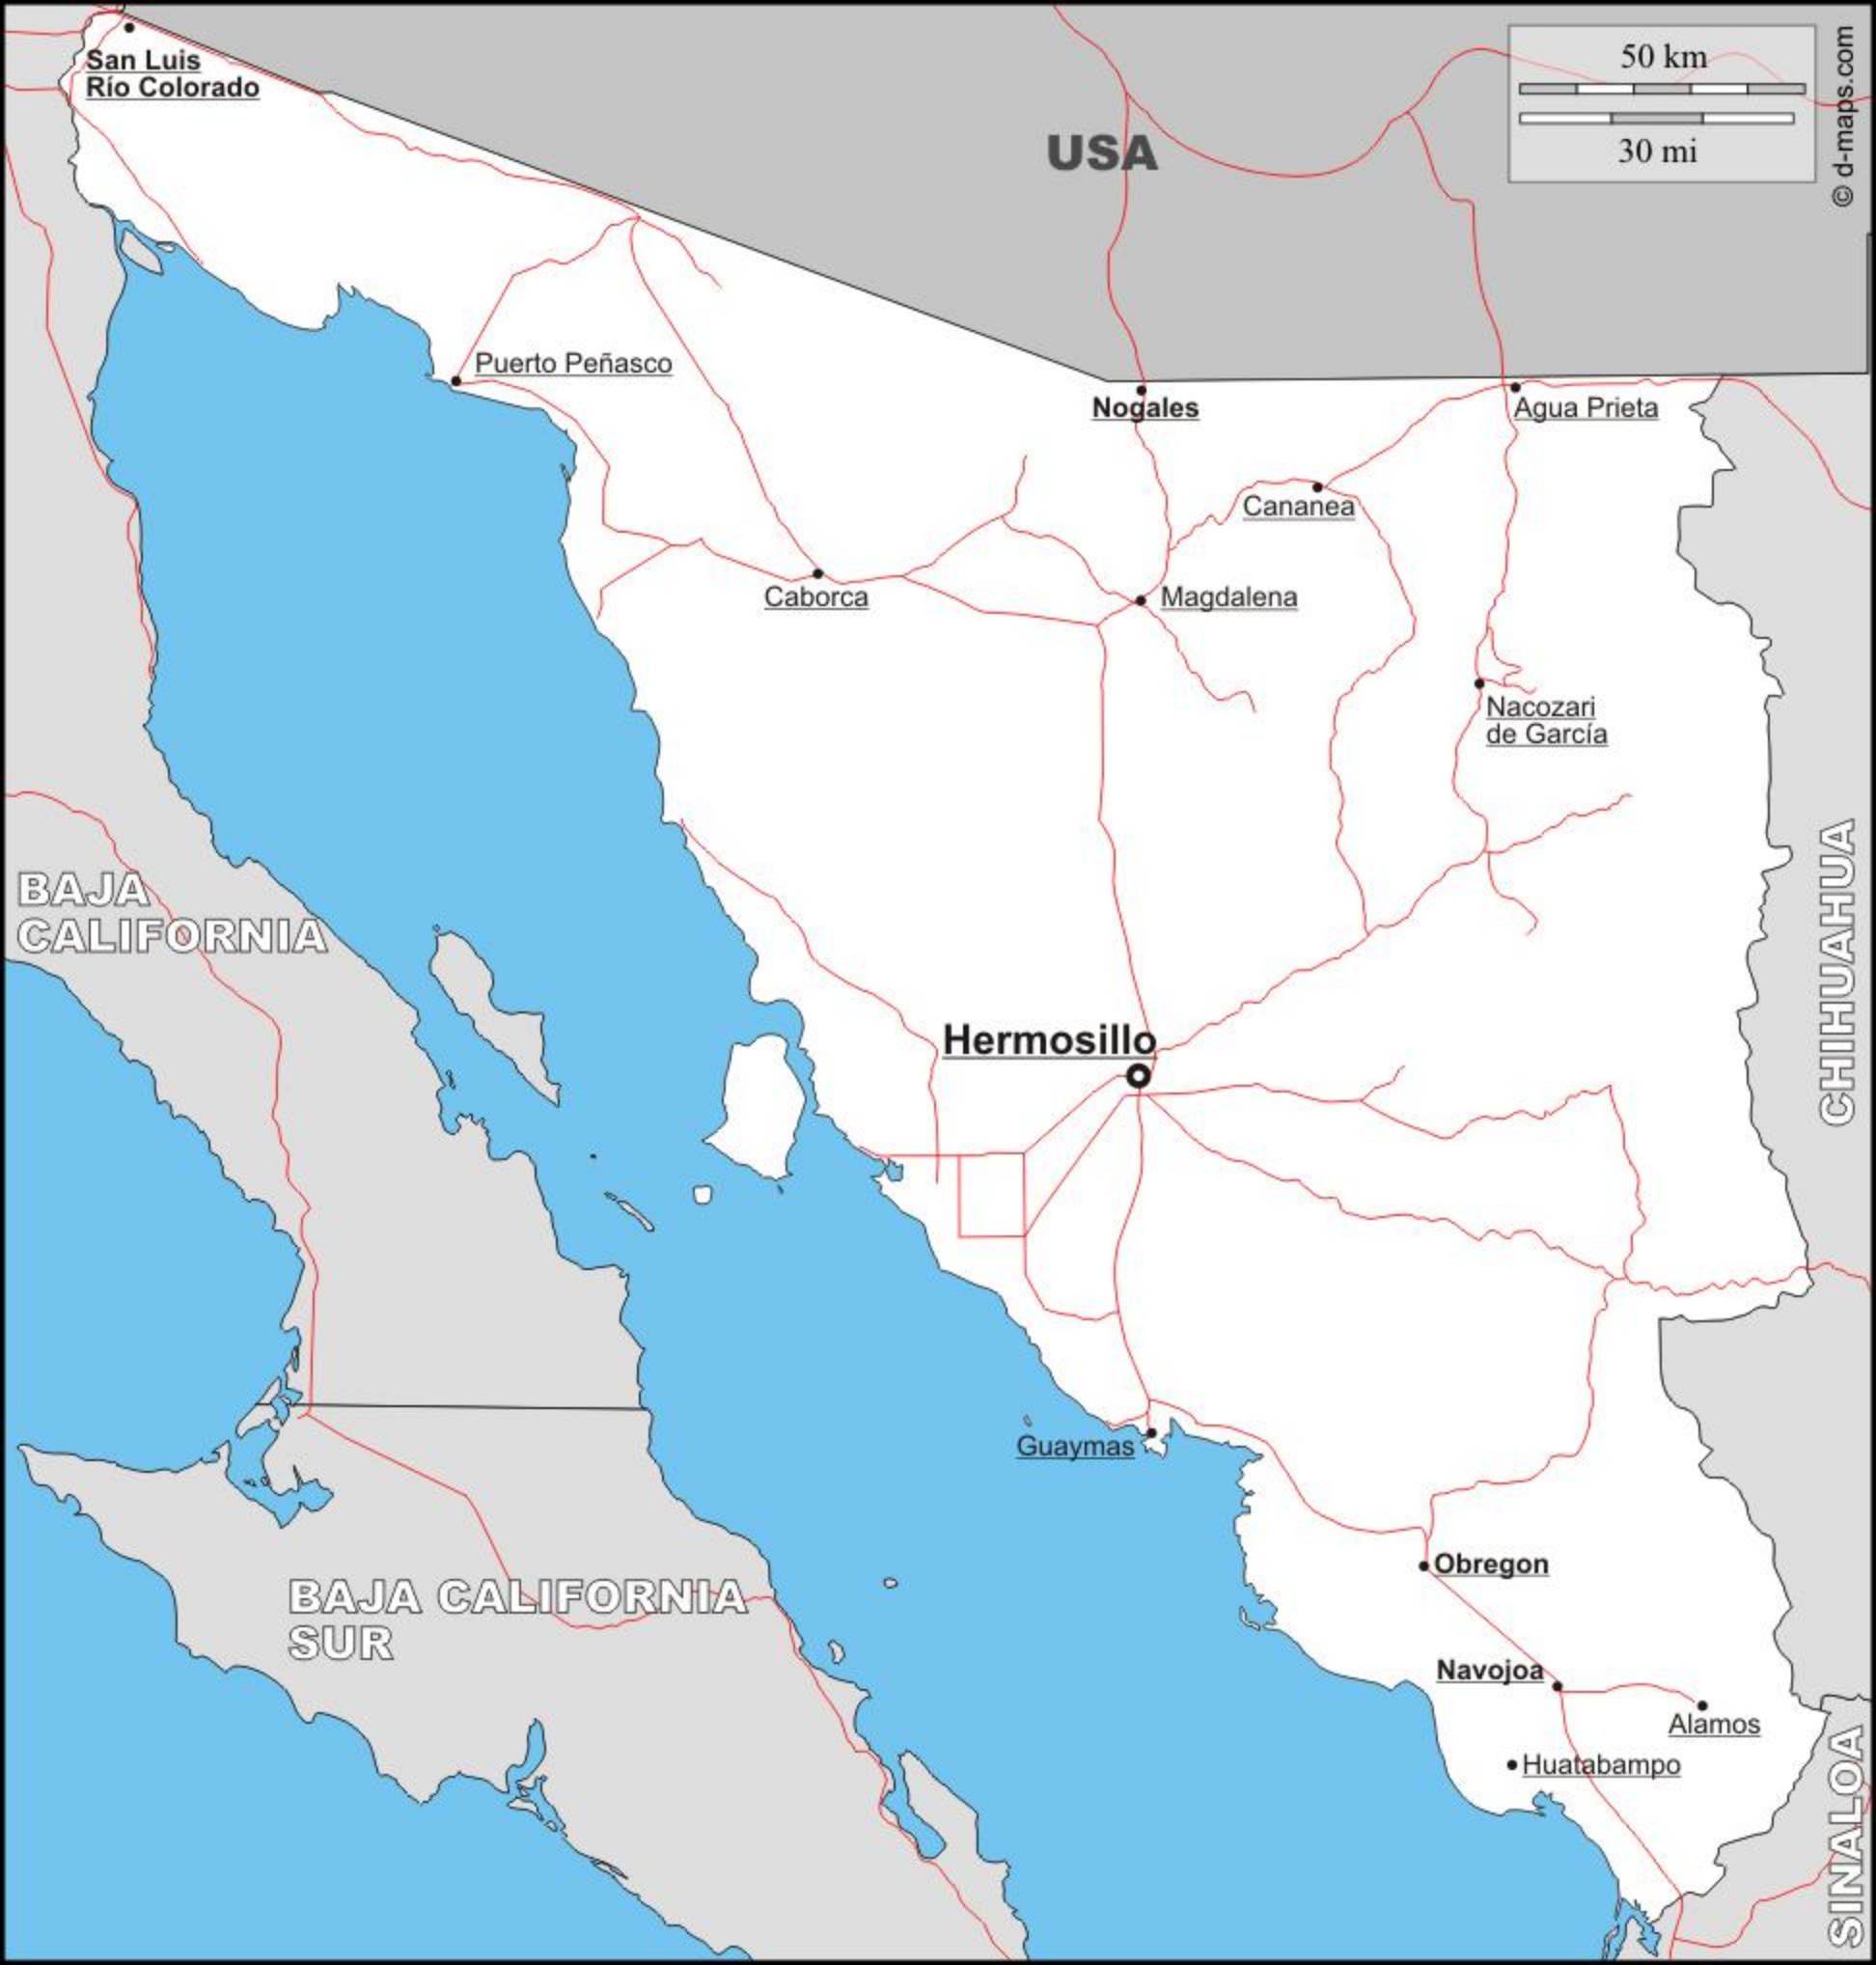 San Luis
Río Colorado
50 km
30 mi
© d-maps.com
USA
Puerto Peñasco
Nogales
Agua Prieta
Cananea
Caborca
Magdalena
Nacozari
de García
BAJA
CALIFORNIA
CHIHUAHUA
Hermosillo
Guaymas
Obregon
BAJA CALIFORNIA
SUR
Navojoa
Alamos
Huatabampo
SINALOA